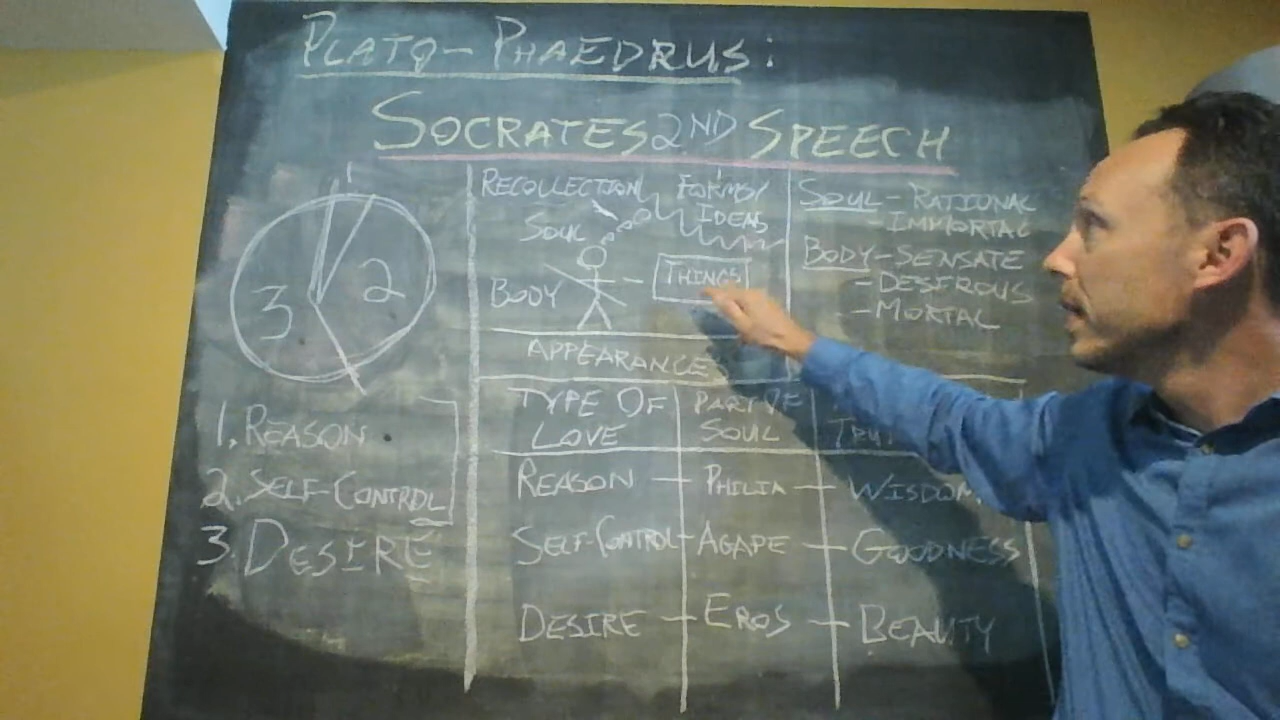 PLATO - PHAEDRUS:
SOCRATES 2ND SPEECH
1
3
2
1. REASON
2. SELF-CONTROL
3. DESIRE
RECOLLECTION
FORMS/
IDEAS
SOUL
BODY
THINGS
APPEARANCE
SOUL - RATIONAL
- IMMORTAL
BODY - SENSATE
- DESIROUS
- MORTAL
TYPE OF
LOVE
PART OF
SOUL
REASON - PHILIA - WISDOM
SELF-CONTROL - AGAPE - GOODNESS
DESIRE - EROS - BEAUTY